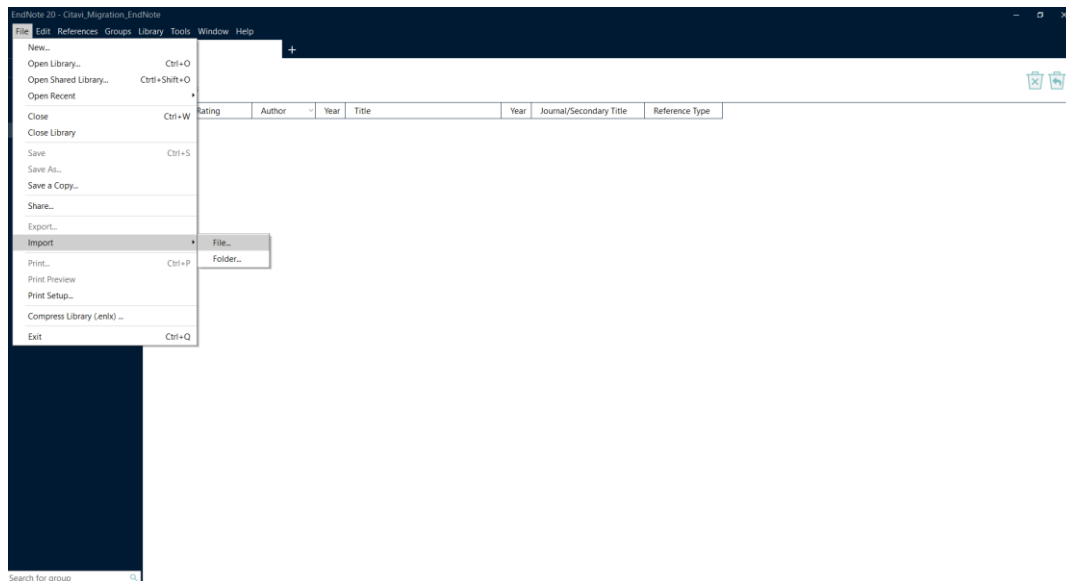 EndNote 20 - Citavi_Migration_EndNote
File Edit References Groups Library Tools Window Help
+
New...
Open Library... Ctrl+O
Open Shared Library... Ctrtl+Shift+O
Open Recent
Rating Author Year Title Year Journal/Secondary Title Reference Type
Close Ctrl+W
Close Library
Save Ctrl+S
Save As...
Save a Copy...
Share...
Export...
Import File...
Folder...
Print... Ctrl+P
Print Preview
Print Setup...
Compress Library (.enlx) ...
Exit Ctrl+Q
Search for group